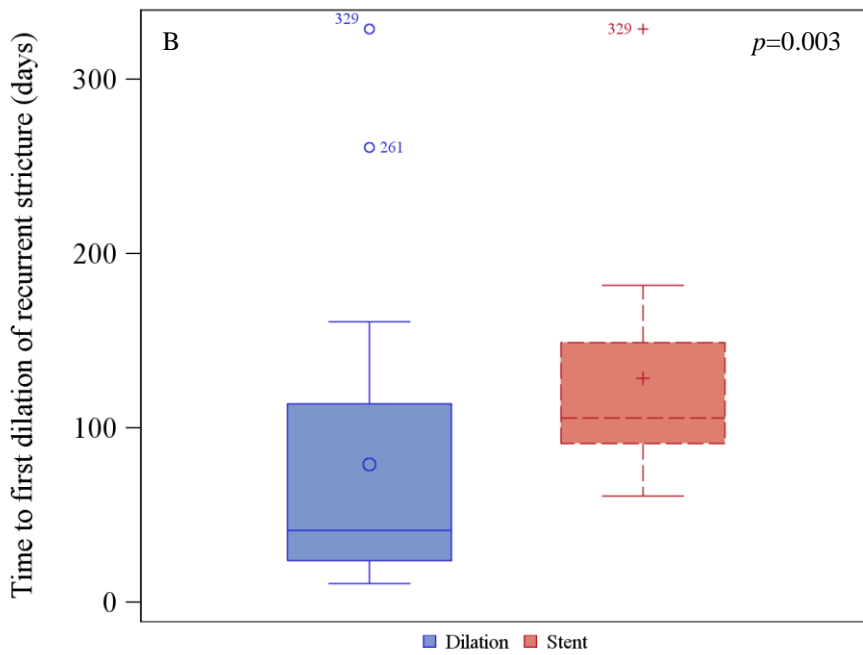 Time to first dilation of recurrent stricture (days)
B
p=0.003
329
329
261
300
200
100
0
Dilation
Stent